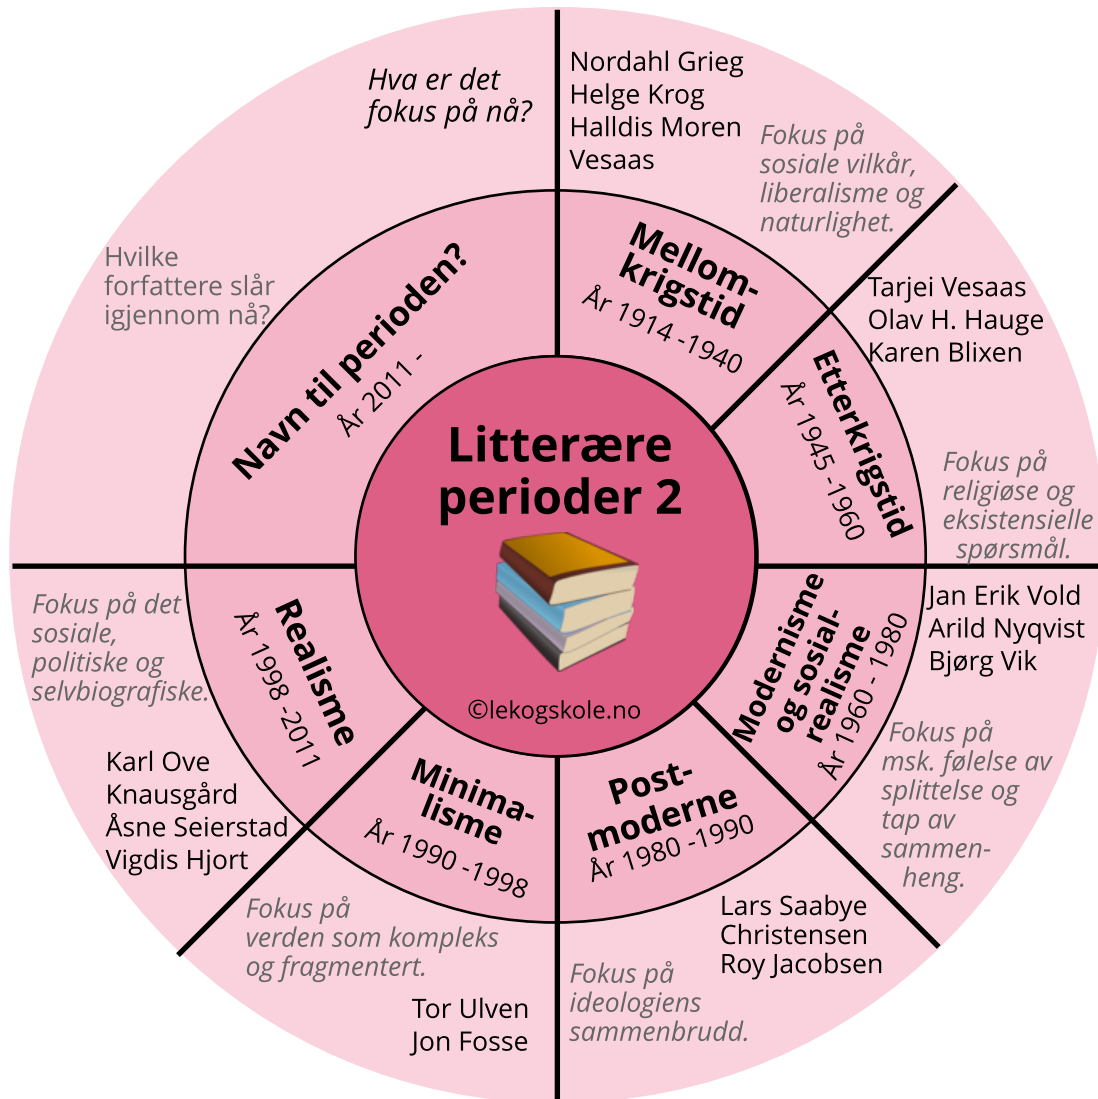 Litterære
perioder 2
©lekogskole.no
Mellom-
krigstid
År 1914 -1940
Nordahl Grieg
Helge Krog
Halldis Moren
Vesaas
Fokus på
sosiale vilkår,
liberalisme og
naturlighet.
Etterkrigstid
År 1945 -1960
Tarjei Vesaas
Olav H. Hauge
Karen Blixen
Fokus på
religiøse og
eksistensielle
spørsmål.
Modernisme
og sosial-
realisme
År 1960 - 1980
Jan Erik Vold
Arild Nyqvist
Bjørg Vik
Fokus på
msk. følelse av
splittelse og
tap av
sammen-
heng.
Post-
moderne
År 1980 -1990
Lars Saabye
Christensen
Roy Jacobsen
Fokus på
ideologiens
sammenbrudd.
Minima-
lisme
År 1990 -1998
Fokus på
verden som kompleks
og fragmentert.
Tor Ulven
Jon Fosse
Realisme
År 1998 -2011
Fokus på det
sosiale,
politiske og
selvbiografiske.
Karl Ove
Knausgård
Åsne Seierstad
Vigdis Hjort
Navn til perioden?
År 2011 -
Hva er det
fokus på nå?
Hvilke
forfattere slår
igjennom nå?